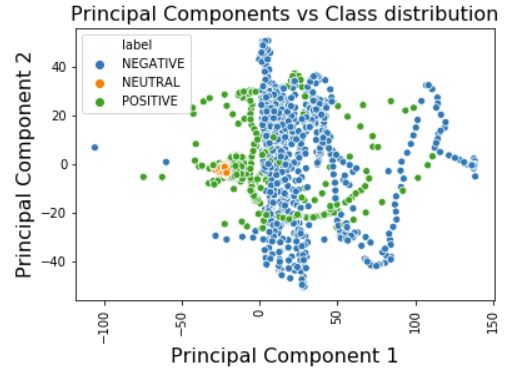 Principal Components vs Class distribution
label
NEGATIVE
NEUTRAL
POSITIVE
Principal Component 2
40
20
0
−20
−40
−100
−50
0
50
100
150
Principal Component 1